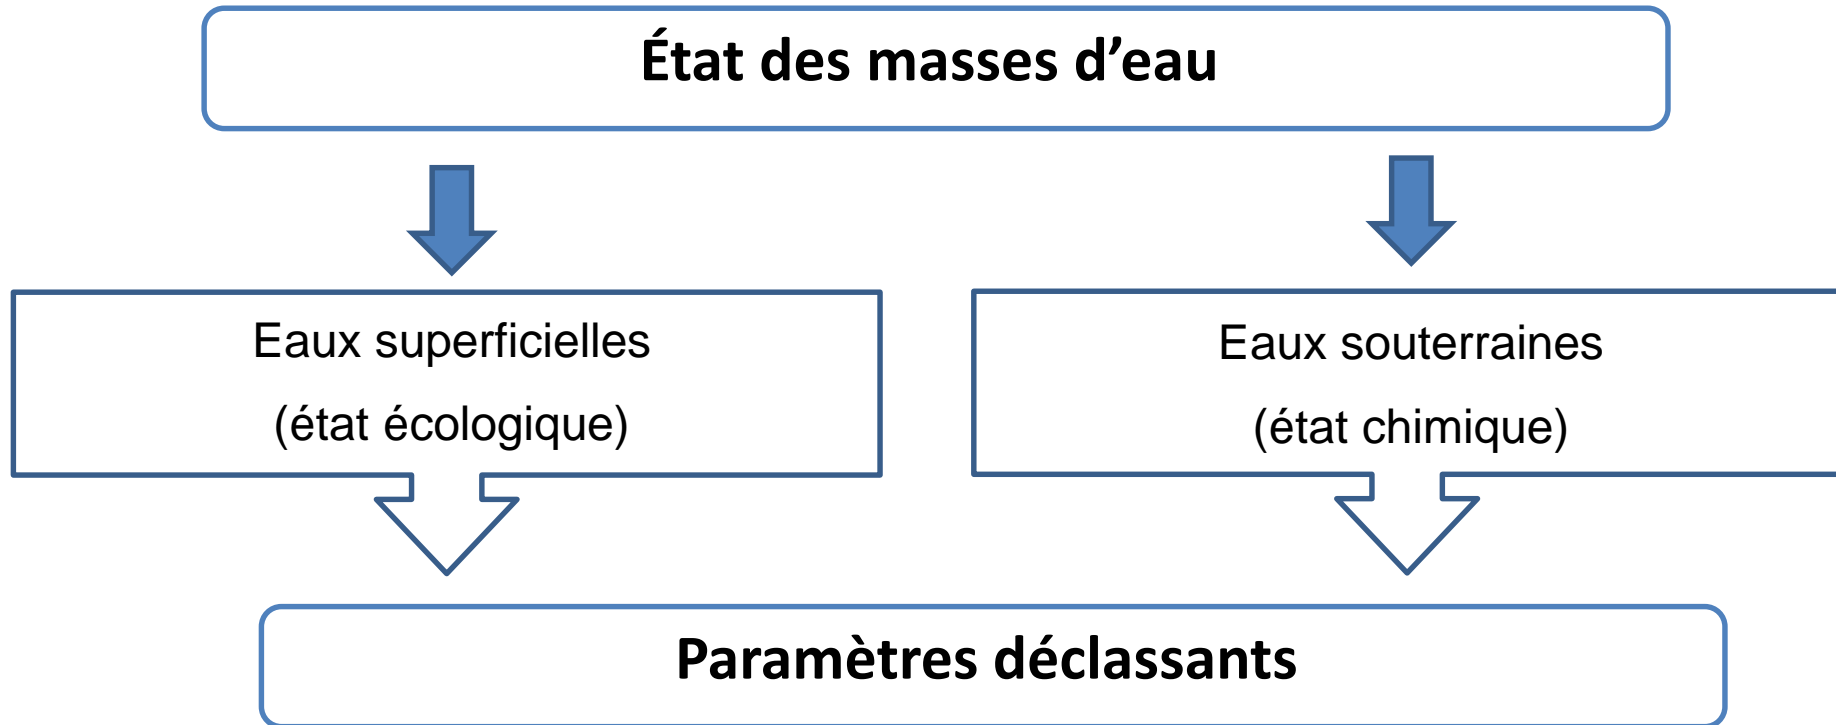 État des masses d’eau
Eaux superficielles
(état écologique)
Eaux souterraines
(état chimique)
Paramètres déclassants